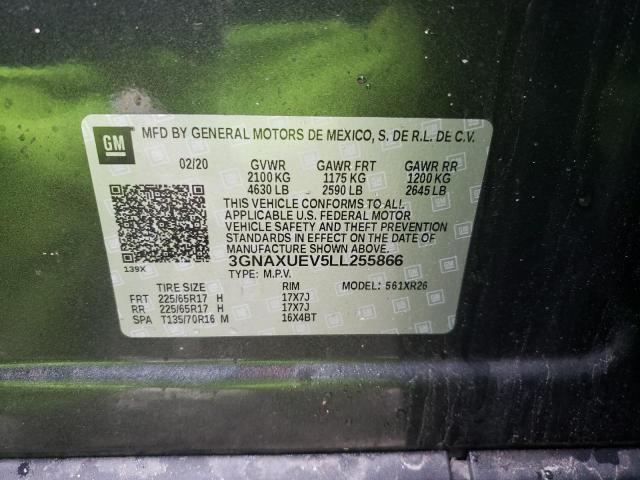 GM MFD BY GENERAL MOTORS DE MEXICO, S. DE R.L. DE C.V.
02/20 GVWR GAWR FRT GAWR RR
2100 KG 1175 KG 1200 KG
4630 LB 2590 LB 2645 LB
THIS VEHICLE CONFORMS TO ALL
APPLICABLE U.S. FEDERAL MOTOR
VEHICLE SAFETY AND THEFT PREVENTION
STANDARDS IN EFFECT ON THE DATE OF
MANUFACTURE SHOWN ABOVE.
3GNAXUEV5LL255866
139X TYPE: M.P.V.
TIRE SIZE RIM MODEL: 561XR26
FRT 225/65R17 H 17X7J
RR 225/65R17 H 17X7J
SPA T135/70R16 M 16X4BT